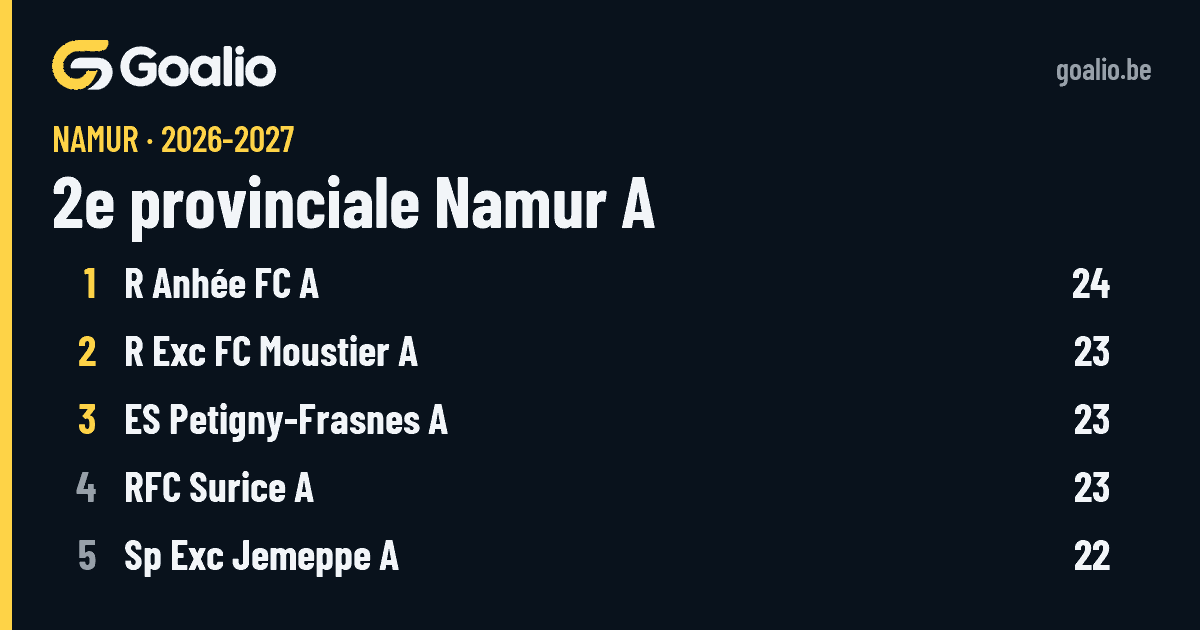 Goalio
goalio.be
NAMUR · 2026-2027
2e provinciale Namur A
1 R Anhée FC A 24
2 R Exc FC Moustier A 23
3 ES Petigny-Frasnes A 23
4 RFC Surice A 23
5 Sp Exc Jemeppe A 22